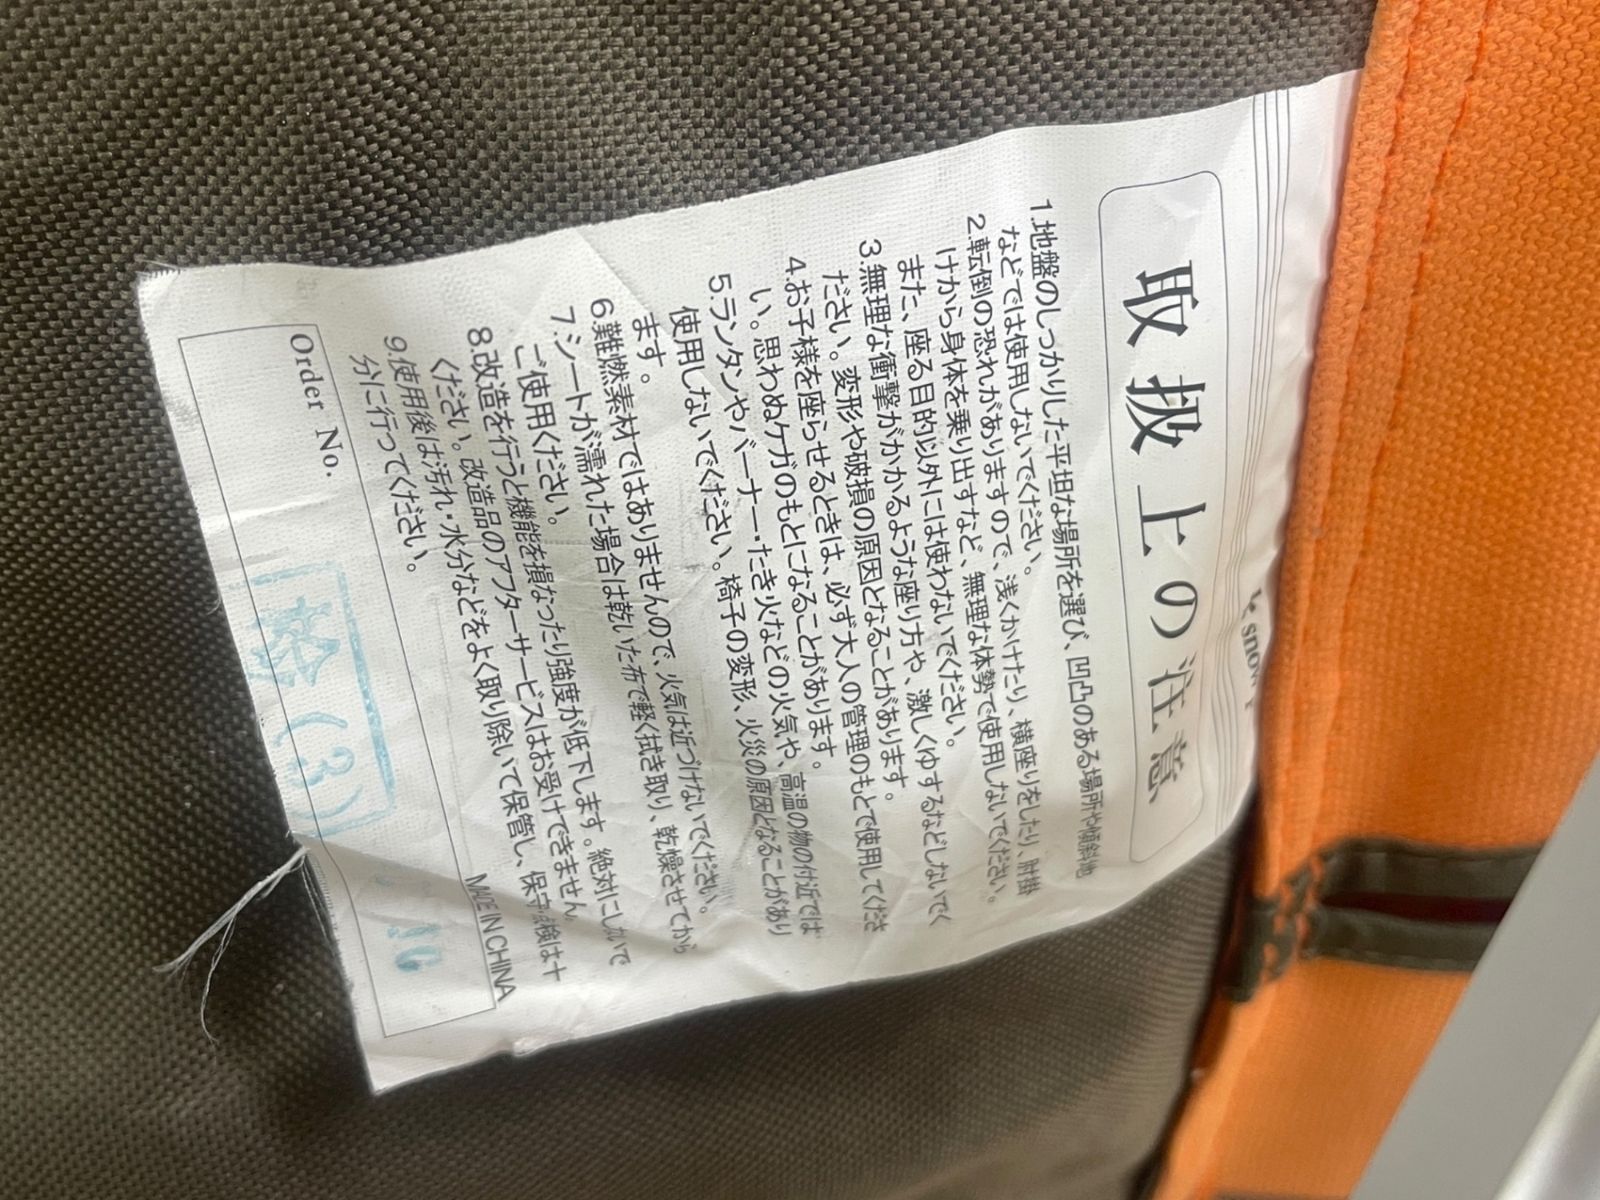 snow
取扱上の注意
1.地盤のしっかりした平坦な場所を選び、凹凸のある場所や傾斜地
などでは使用しないでください。
2.転倒の恐れがありますので、浅くかけたり、横座りをしたり、肘掛
けから身体を乗り出すなど、無理な体勢で使用しないでください。
また、座る目的以外には使わないでください。
3.無理な衝撃がかかるような座り方や、激しくゆするなどしないでく
ださい。変形や破損の原因となることがあります。
4.お子様を座らせるときは、必ず大人の管理のもとで使用してくださ
い。思わぬケガのもとになることがあります。
5.ランタンやバーナー・たき火などの火気や、高温の物の付近では
使用しないでください。椅子の変形、火災の原因となることがあり
ます。
6.難燃素材ではありませんので、火気は近づけないでください。
7.シートが濡れた場合は乾いた布で軽く拭き取り、乾燥させてから
ご使用ください。
8.改造を行うと機能を損なったり強度が低下します。絶対にしないで
ください。改造品のアフターサービスはお受けできません。
9.使用後は汚れ・水分などをよく取り除いて保管し、保守点検は十
分に行ってください。
MADE IN CHINA
Order No.
(3)